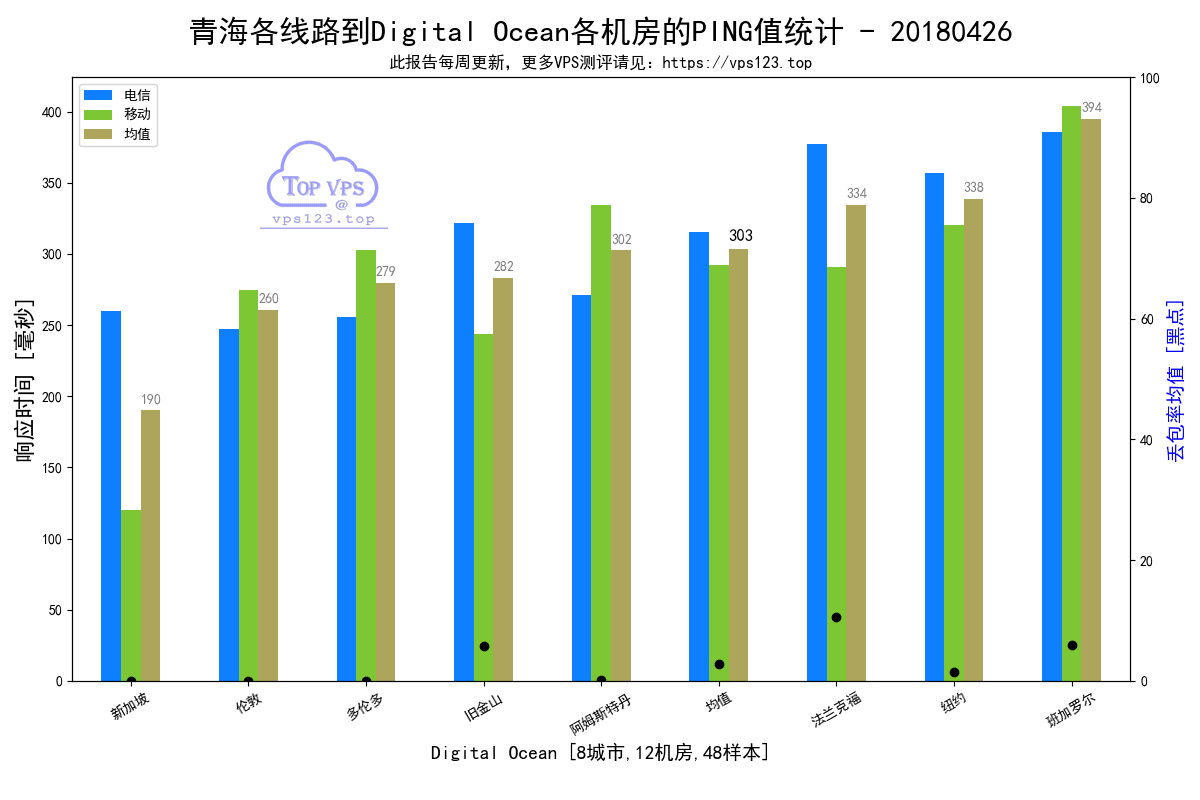 青海各线路到Digital Ocean各机房的PING值统计 - 20180426
此报告每周更新，更多VPS测评请见：https://vps123.top
电信
移动
均值
TOP VPS
@
vps123.top
响应时间 [毫秒]
400
350
300
250
200
150
100
50
0
190
260
279
282
302
303
334
338
394
100
80
60
40
20
0
丢包率均值 [黑点]
新加坡
伦敦
多伦多
旧金山
阿姆斯特丹
均值
法兰克福
纽约
班加罗尔
Digital Ocean [8城市,12机房,48样本]